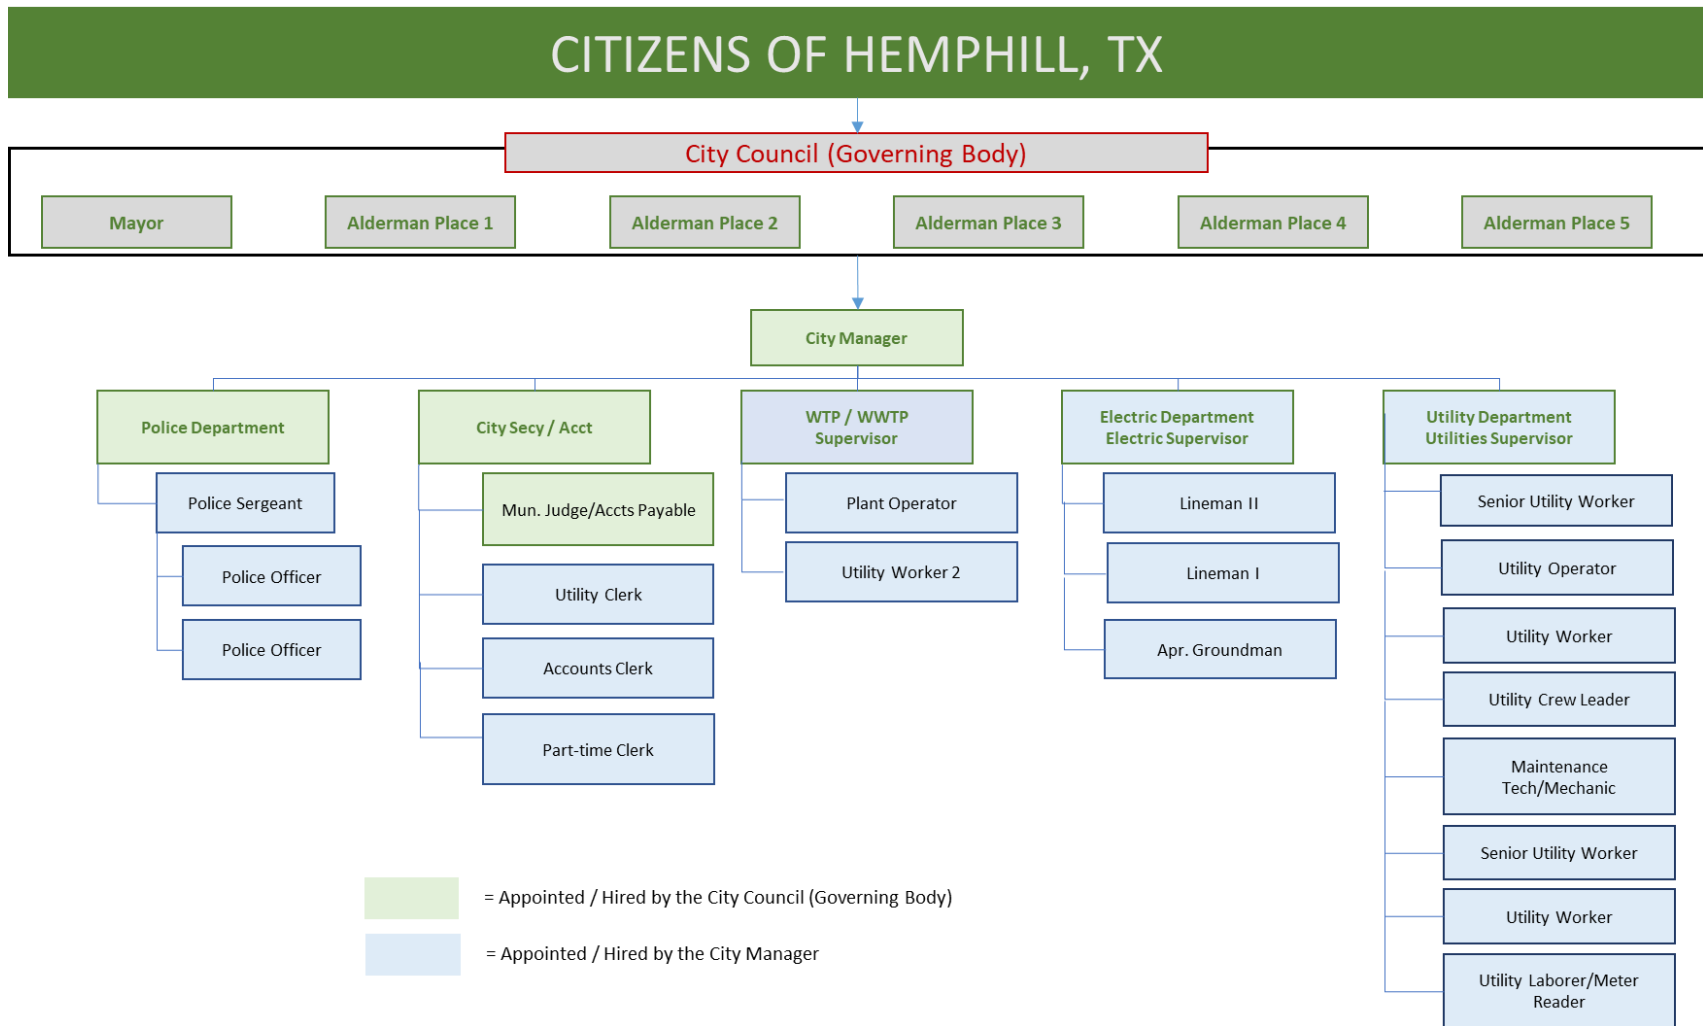 CITIZENS OF HEMPHILL, TX
City Council (Governing Body)
Mayor
Alderman Place 1
Alderman Place 2
Alderman Place 3
Alderman Place 4
Alderman Place 5
City Manager
Police Department
Police Sergeant
Police Officer
Police Officer
City Secy / Acct
Mun. Judge/Accts Payable
Utility Clerk
Accounts Clerk
Part-time Clerk
WTP / WWTP
Supervisor
Plant Operator
Utility Worker 2
Electric Department
Electric Supervisor
Lineman II
Lineman I
Apr. Groundman
Utility Department
Utilities Supervisor
Senior Utility Worker
Utility Operator
Utility Worker
Utility Crew Leader
Maintenance
Tech/Mechanic
Senior Utility Worker
Utility Worker
Utility Laborer/Meter
Reader
= Appointed / Hired by the City Council (Governing Body)
= Appointed / Hired by the City Manager